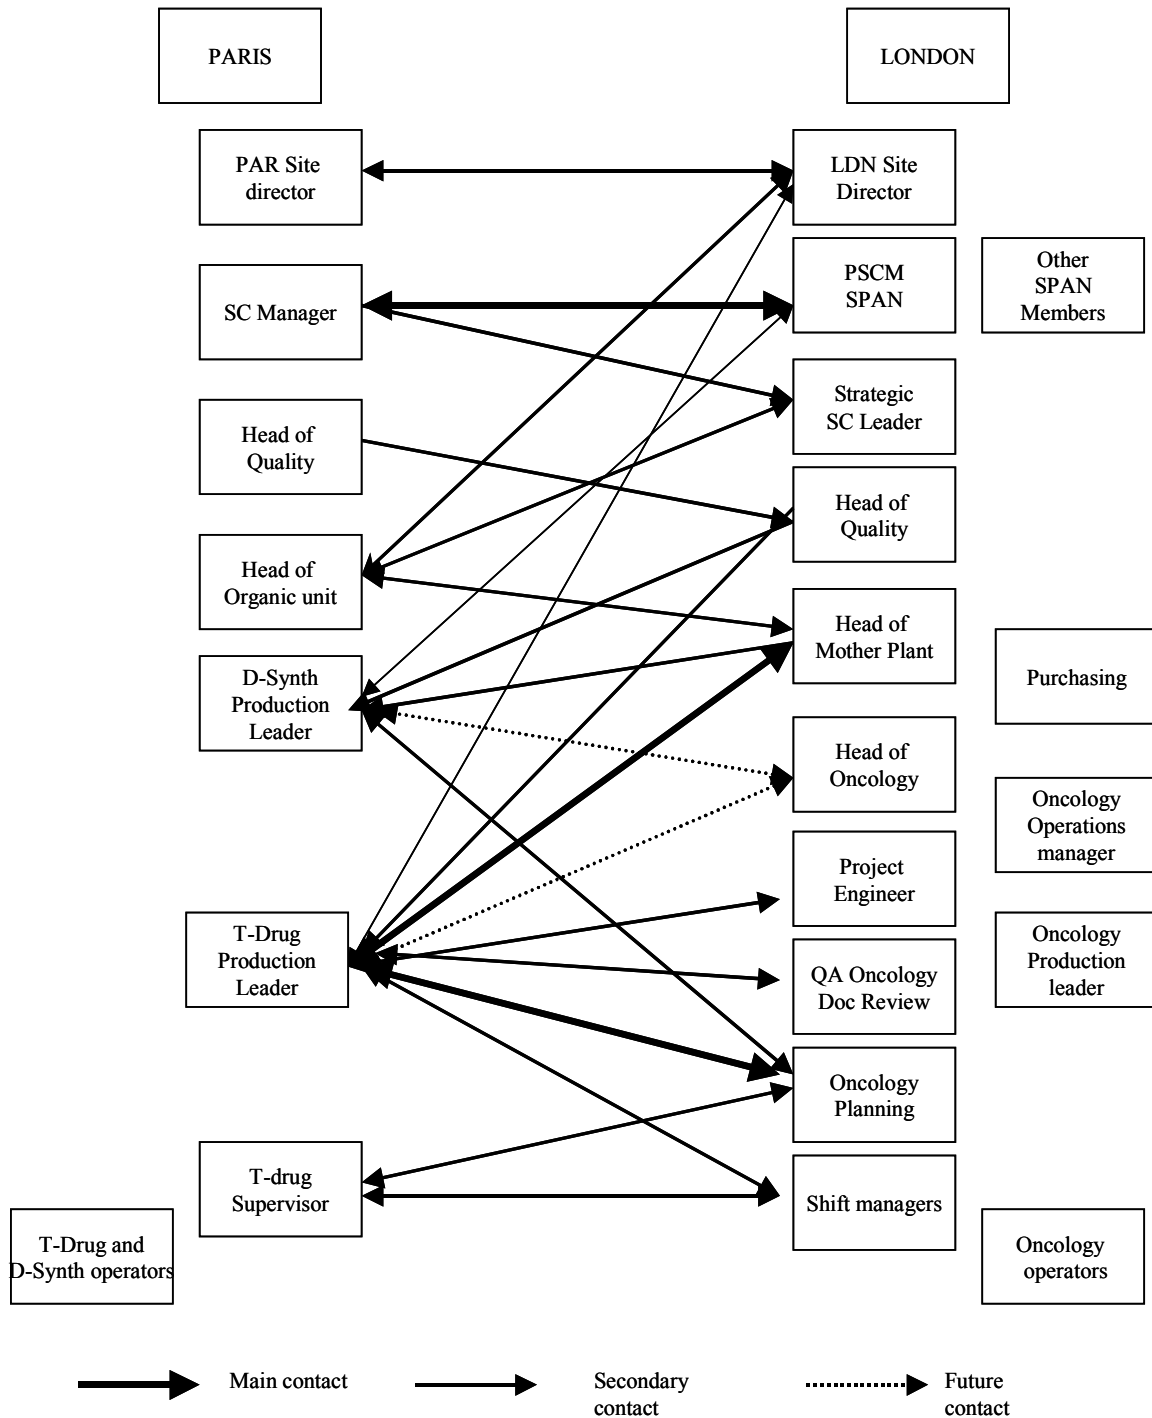 PARIS
LONDON
PAR Site
director
LDN Site
Director
SC Manager
PSCM
SPAN
Other
SPAN
Members
Strategic
SC Leader
Head of
Quality
Head of
Quality
Head of
Organic unit
Head of
Mother Plant
D-Synth
Production
Leader
Purchasing
Head of
Oncology
Oncology
Operations
manager
Project
Engineer
T-Drug
Production
Leader
QA Oncology
Doc Review
Oncology
Production
leader
Oncology
Planning
T-drug
Supervisor
Shift managers
T-Drug and
D-Synth operators
Oncology
operators
Main contact
Secondary
contact
Future
contact